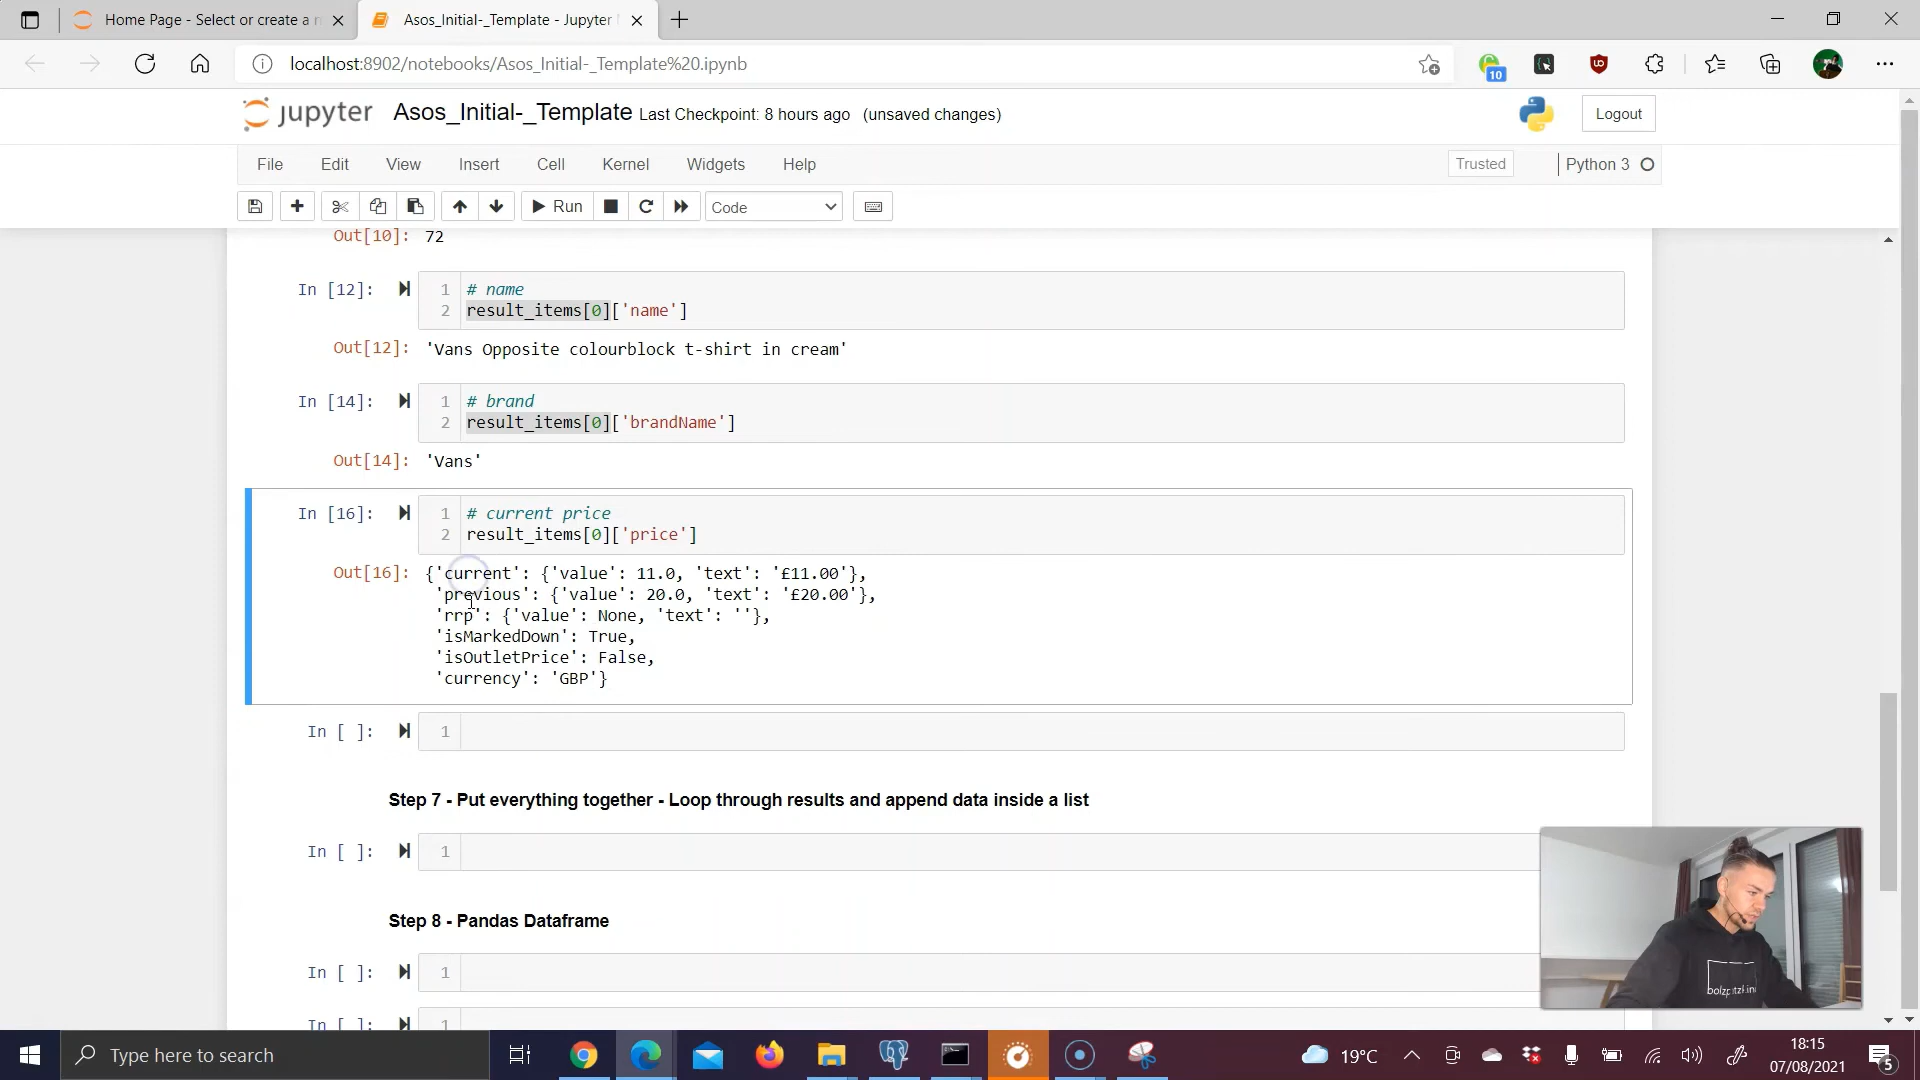 Home Page - Select or create a n
Asos_Initial-_Template - Jupyter
localhost:8902/notebooks/Asos_Initial-_Template%20.ipynb
10
jupyter Asos_Initial-_Template Last Checkpoint: 8 hours ago (unsaved changes)
Logout
File Edit View Insert Cell Kernel Widgets Help
Trusted
Python 3
Run
Code
Out[10]: 72
In [12]:
1 # name
2 result_items[0]['name']
Out[12]: 'Vans Opposite colourblock t-shirt in cream'
In [14]:
1 # brand
2 result_items[0]['brandName']
Out[14]: 'Vans'
In [16]:
1 # current price
2 result_items[0]['price']
Out[16]: {'current': {'value': 11.0, 'text': '£11.00'},
'previous': {'value': 20.0, 'text': '£20.00'},
'rrp': {'value': None, 'text': ''},
'isMarkedDown': True,
'isOutletPrice': False,
'currency': 'GBP'}
In [ ]: 1
Step 7 - Put everything together - Loop through results and append data inside a list
In [ ]: 1
Step 8 - Pandas Dataframe
In [ ]: 1
In [ ]: 1
Type here to search
19°C
18:15
07/08/2021
5